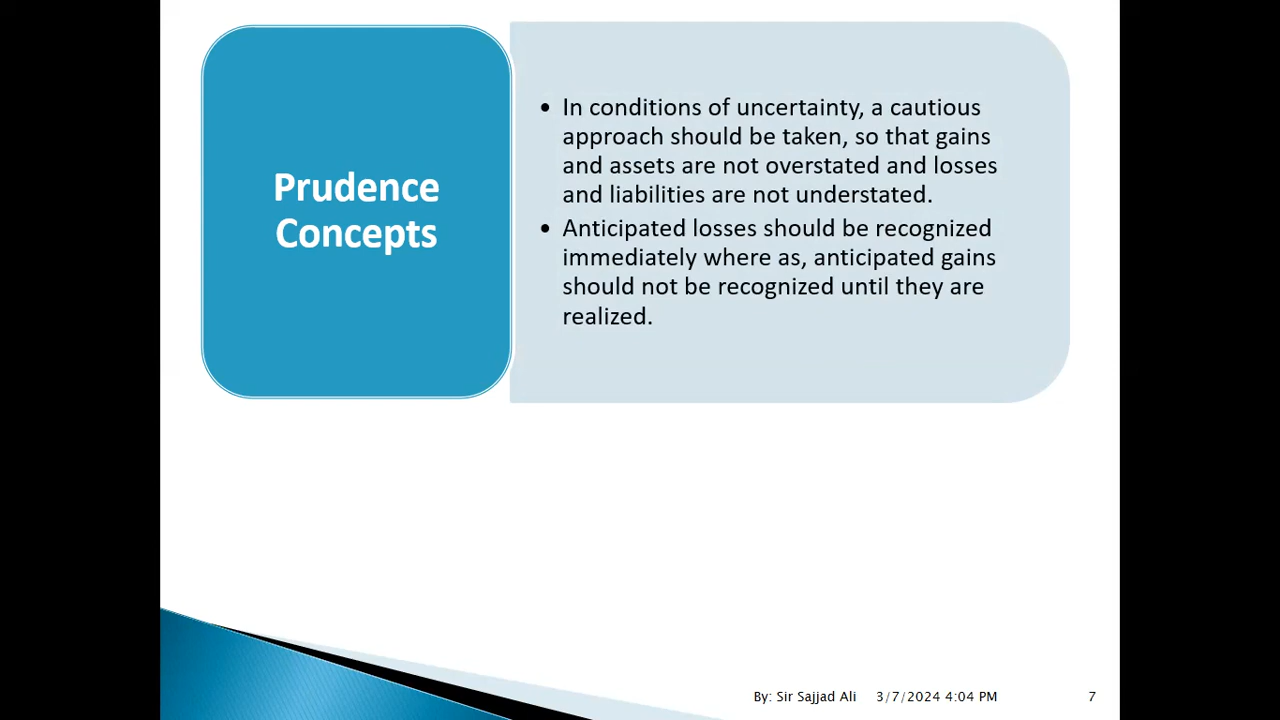 Prudence
Concepts
• In conditions of uncertainty, a cautious
approach should be taken, so that gains
and assets are not overstated and losses
and liabilities are not understated.
• Anticipated losses should be recognized
immediately where as, anticipated gains
should not be recognized until they are
realized.
By: Sir Sajjad Ali 3/7/2024 4:04 PM 7